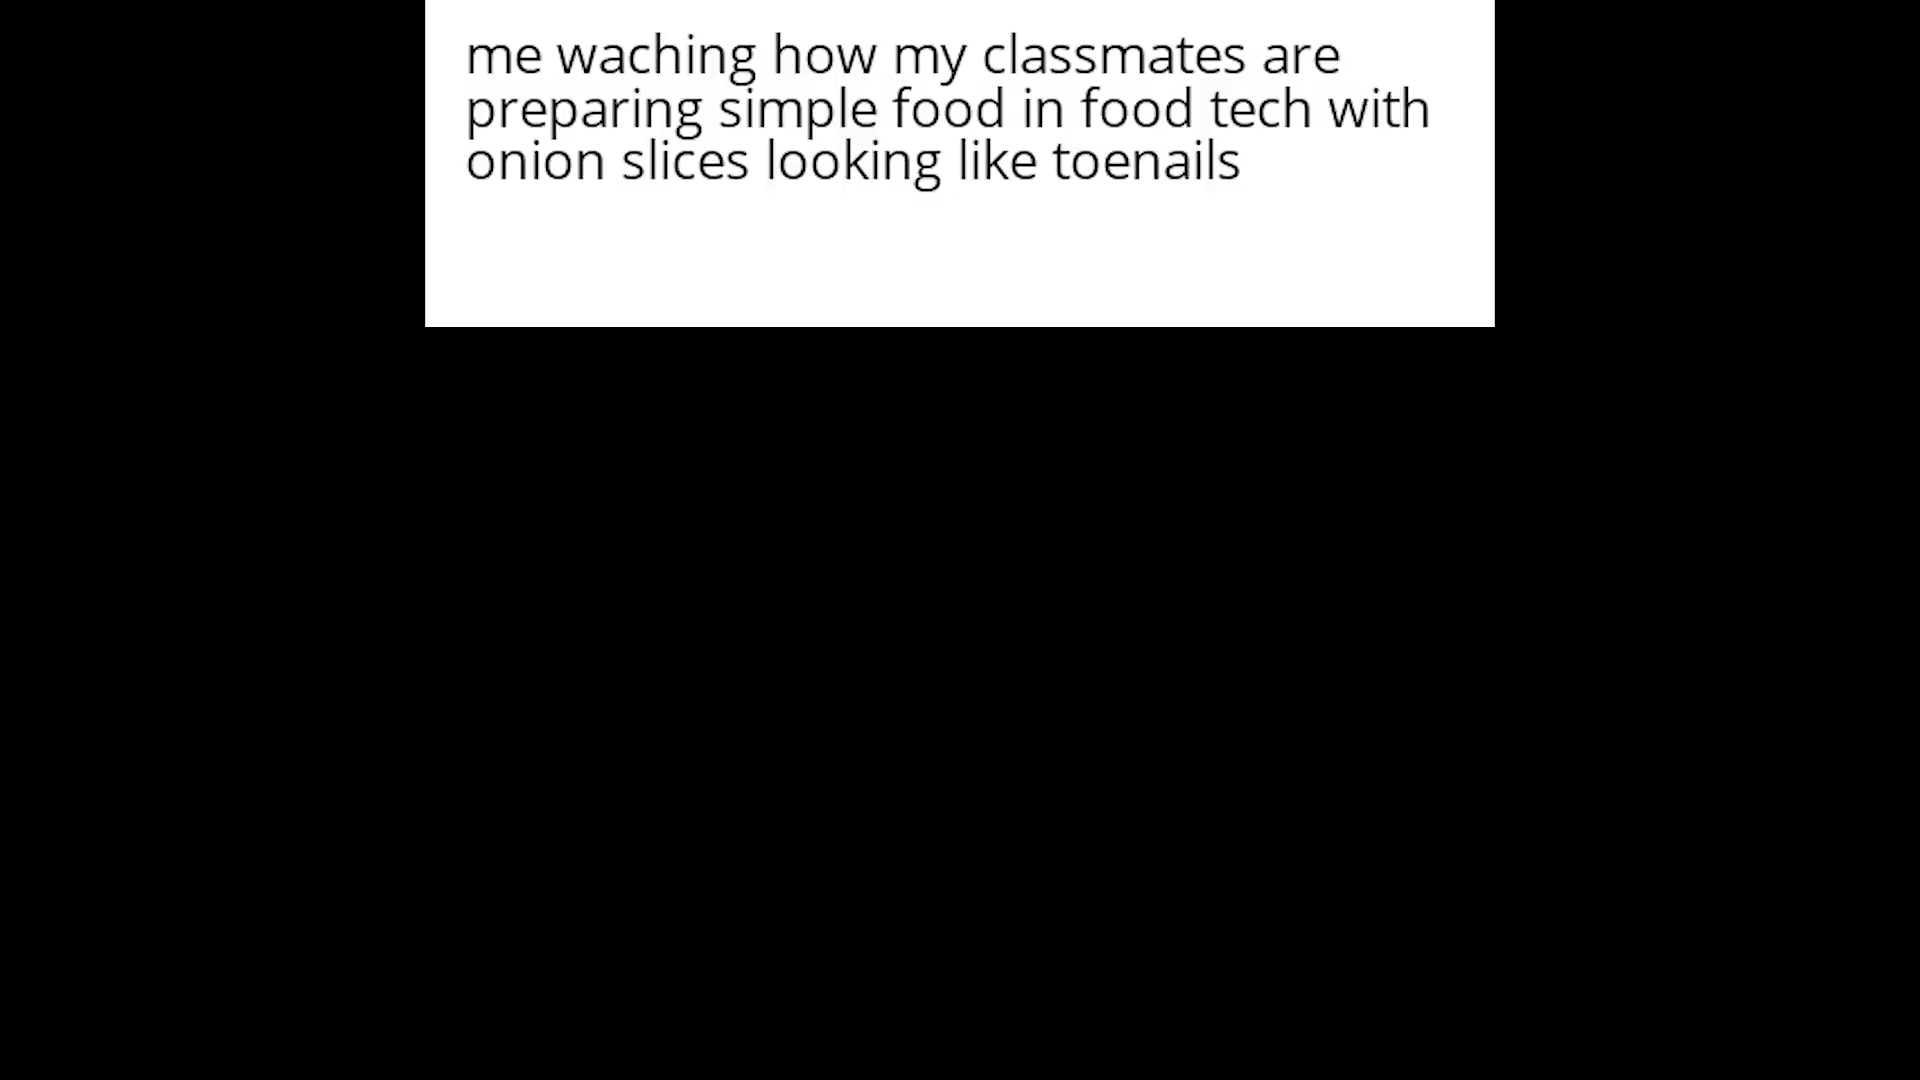 me waching how my classmates are
preparing simple food in food tech with
onion slices looking like toenails